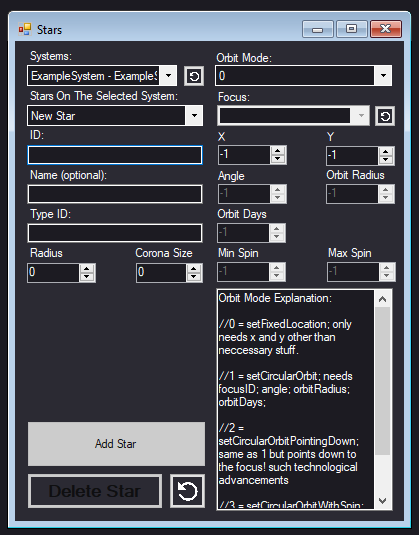 Stars
Systems:
ExampleSystem - ExampleS
Stars On The Selected System:
New Star
ID:
Name (optional):
Type ID:
Radius
Corona Size
0
0
Add Star
Delete Star
Orbit Mode:
0
Focus:
X
Y
-1
-1
Angle
Orbit Radius
-1
-1
Orbit Days
-1
Min Spin
Max Spin
-1
-1
Orbit Mode Explanation:
//0 = setFixedLocation; only
needs x and y other than
neccessary stuff.
//1 = setCircularOrbit; needs
focusID; angle; orbitRadius;
orbitDays;
//2 =
setCircularOrbitPointingDown;
same as 1 but points down to
the focus! such technological
advancements
//3 = setCircularOrbitWithSpin;